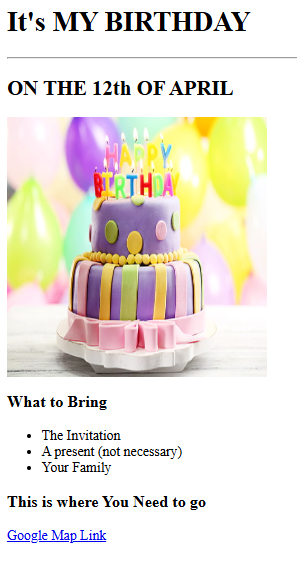 It's MY BIRTHDAY
ON THE 12th OF APRIL
HAPPY
BIRTHDAY
What to Bring
The Invitation
A present (not necessary)
Your Family
This is where You Need to go
Google Map Link